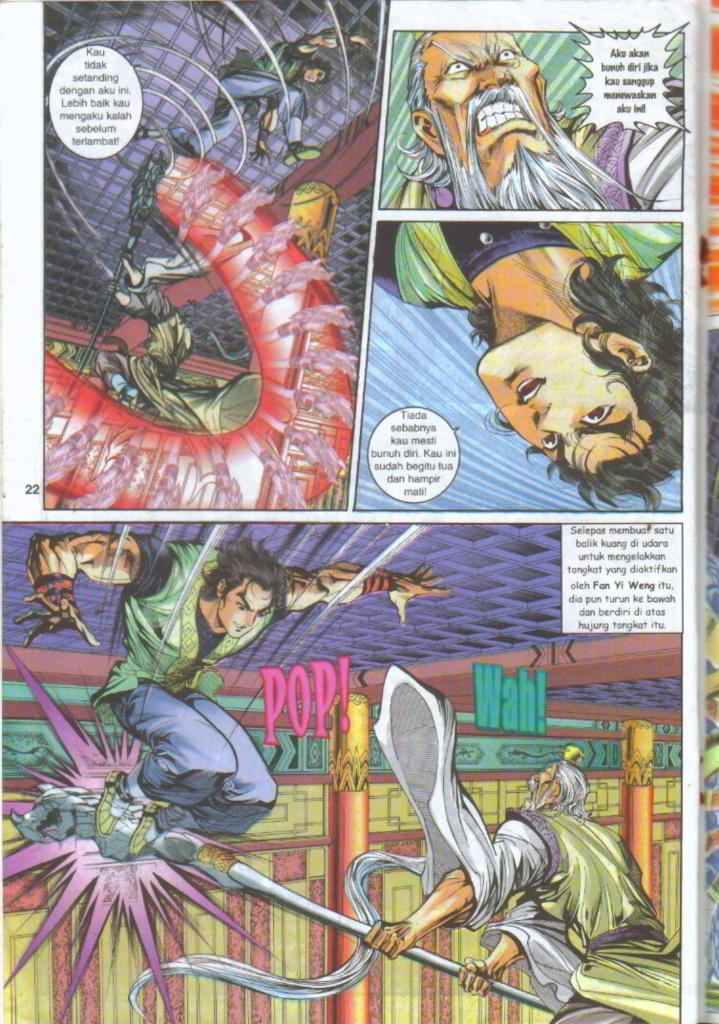 Kau
tidak
setanding
dengan aku ini.
Lebih baik kau
mengaku kalah
sebelum
terlambat!
Aku akan
bunuh diri jika
kau sanggup
menewaskan
aku ini!
Tiada
sebabnya
kau mesti
bunuh diri. Kau ini
sudah begitu tua
dan hampir
mati!
22
Selepas membuat satu
balik kuang di udara
untuk mengelakkan
tongkat yang diaktifkan
oleh Fan Yi Weng itu,
dia pun turun ke bawah
dan berdiri di atas
hujung tongkat itu.
POP!
Wah!